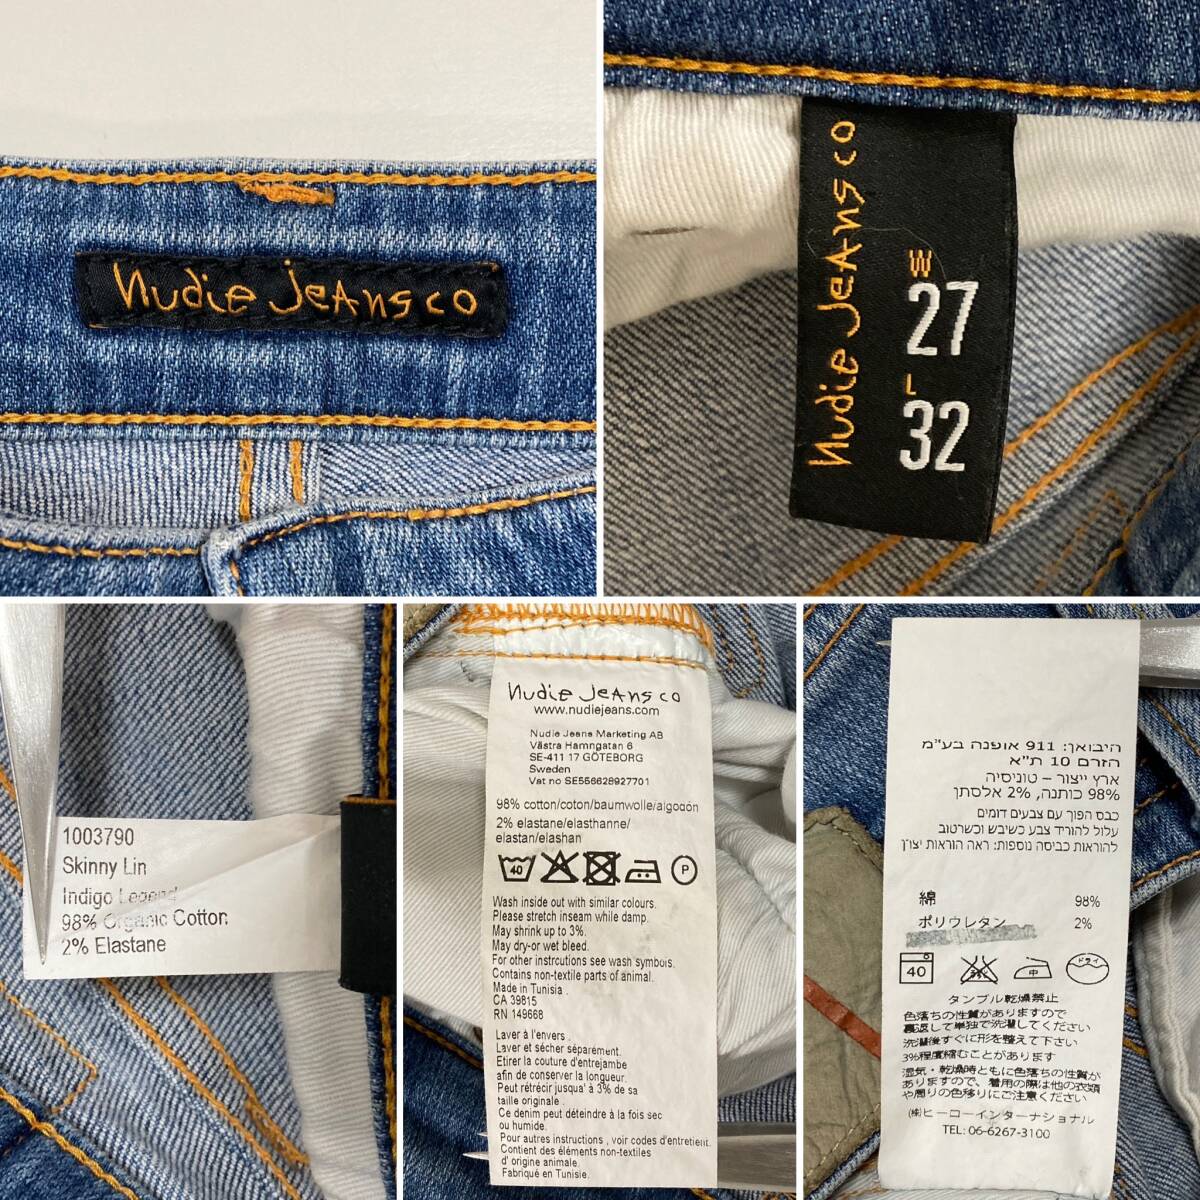 Nudie Jeans co
Nudie Jeans co
W
27
L
32
1003790
Skinny Lin
Indigo Legend
98% Organic Cotton
2% Elastane
Nudie Jeans co
www.nudiejeans.com
Nudie Jeans Marketing AB
Västra Hamngatan 6
SE-411 17 GÖTEBORG
Sweden
Vat no SE556628927701
98% cotton/coton/baumwolle/algodón
2% elastane/elasthanne/
elastan/elashan
40
P
Wash inside out with similar colours.
Please stretch inseam while damp.
May shrink up to 3%.
May dry-or wet bleed.
For other instrcutions see wash symbols.
Contains non-textile parts of animal.
Made in Tunisia .
CA 39815
RN 149668
Laver à l'envers .
Laver et sécher séparément.
Etirer la couture d'entrejambe
afin de conserver la longueur.
Peut rétrécir jusqu' à 3% de sa
taille originale .
Ce denim peut déteindre à la fois sec
ou humide.
Pour autres instructions , voir codes d'entretient.
Contient des éléments non-textiles
d' origine animale.
Fabriqué en Tunisie.
היבואן: 911 אופנה בע"מ
הזרם 10 ת"א
ארץ ייצור – טוניסיה
98% כותנה, 2% אלסתן
כבס הפוך עם צבעים דומים
עלול להוריד צבע כשיבש וכשרטוב
להוראות כביסה נוספות: ראה הוראות יצרן
綿 98%
ポリウレタン 2%
40
中
ドライ
タンブル乾燥禁止
色落ちの性質がありますので
裏返して単独で洗濯してください
洗濯後すぐに形を整えて下さい
3%程度縮むことがあります
湿気・乾燥時ともに色落ちの性質が
ありますので、着用の際は他の衣類
や周りの色移りにご注意ください
㈱ヒーローインターナショナル
TEL: 06-6267-3100